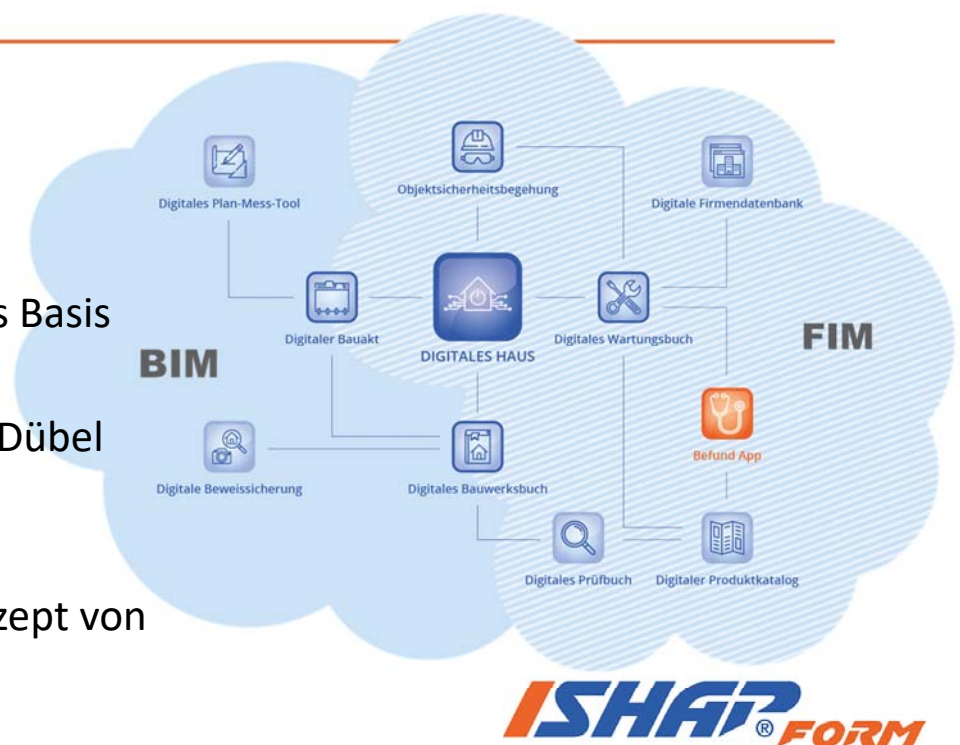 Objektsicherheitsbegehung
Digitales Plan-Mess-Tool
Digitale Firmendatenbank
s Basis
Digitaler Bauakt
DIGITALES HAUS
Digitales Wartungsbuch
BIM
FIM
Dübel
Befund App
Digitale Beweissicherung
Digitales Bauwerksbuch
Digitales Prüfbuch
Digitaler Produktkatalog
zept von
ISHAP® FORM